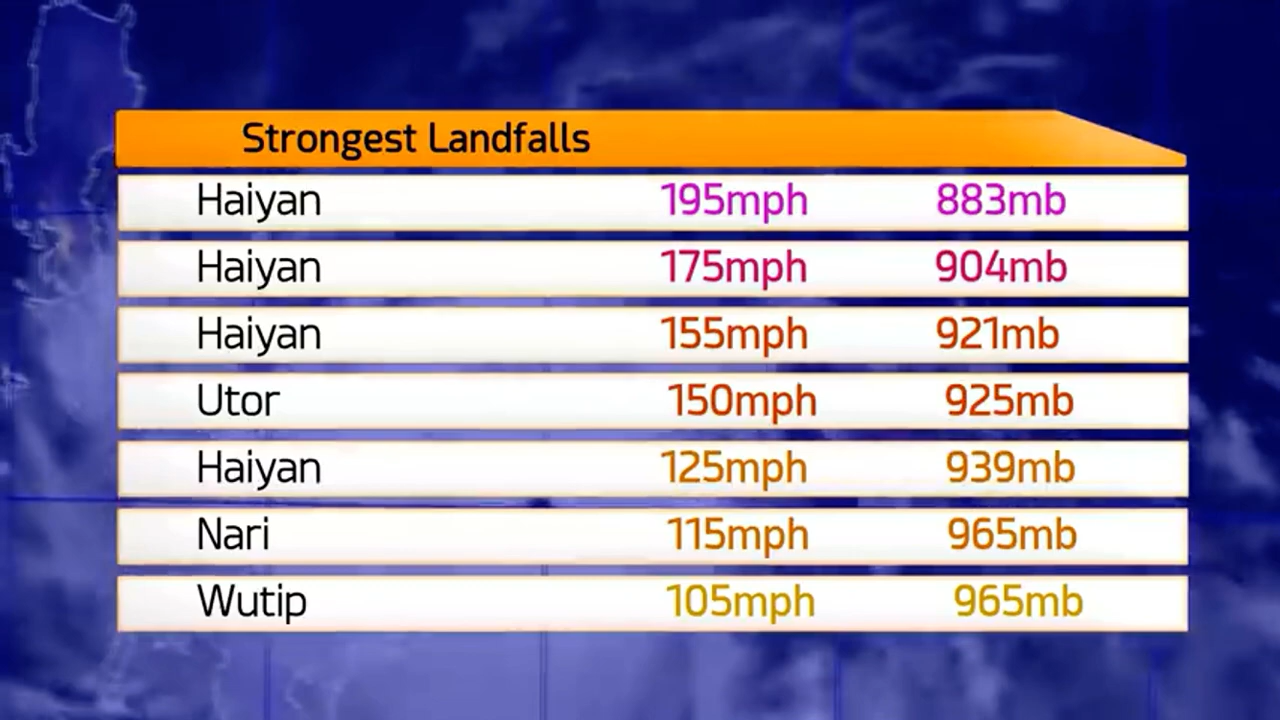 Strongest Landfalls
Haiyan 195mph 883mb
Haiyan 175mph 904mb
Haiyan 155mph 921mb
Utor 150mph 925mb
Haiyan 125mph 939mb
Nari 115mph 965mb
Wutip 105mph 965mb